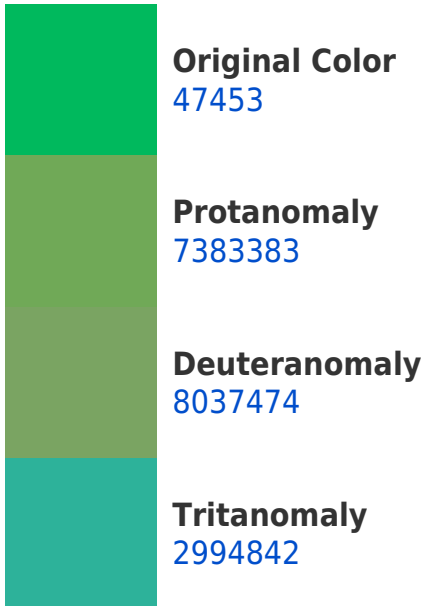 Original Color
47453
Protanomaly
7383383
Deuteranomaly
8037474
Tritanomaly
2994842